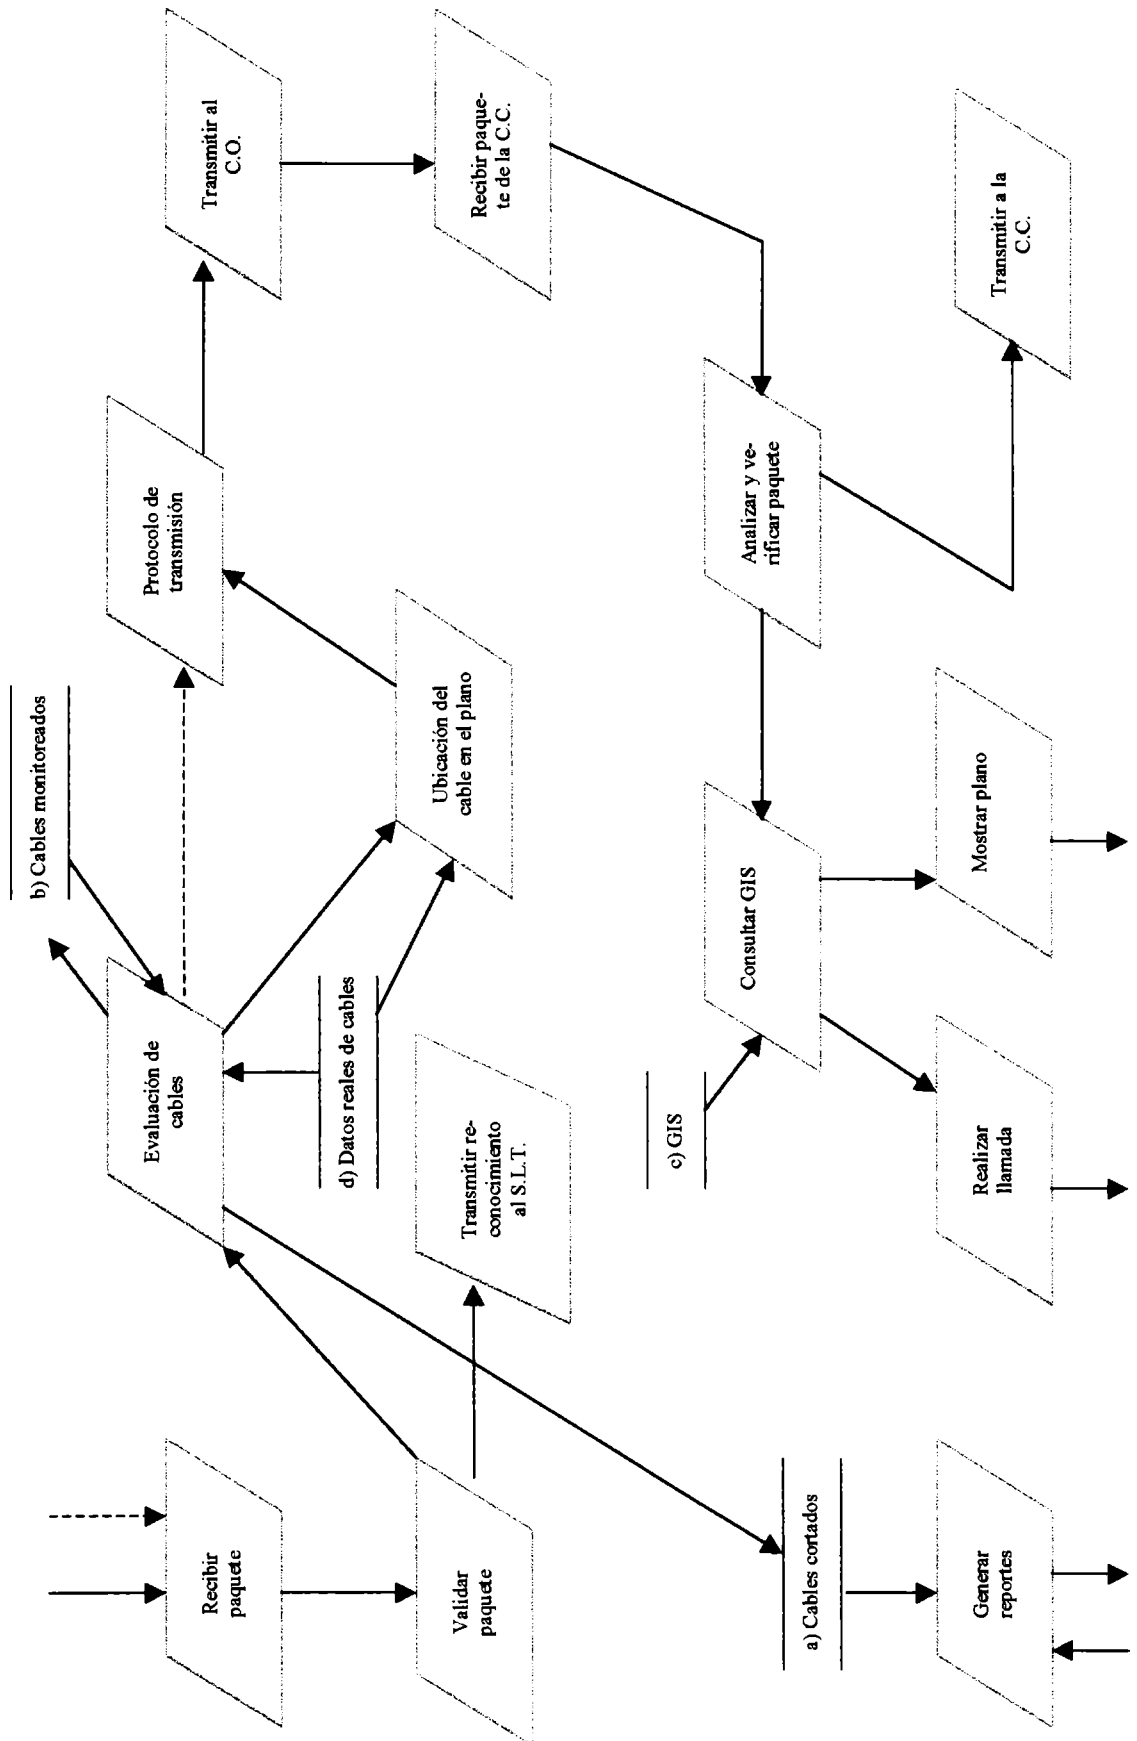 Recibir
paquete
Validar
paquete
Evaluación de
cables
b) Cables monitoreados
d) Datos reales de cables
Transmitir re-
conocimiento
al S.L.T.
Ubicación del
cable en el plano
Protocolo de
transmisión
Transmitir al
C.O.
Recibir paque-
te de la C.C.
Analizar y ve-
rificar paquete
Transmitir a la
C.C.
Consultar GIS
c) GIS
Mostrar plano
Realizar
llamada
a) Cables cortados
Generar
reportes